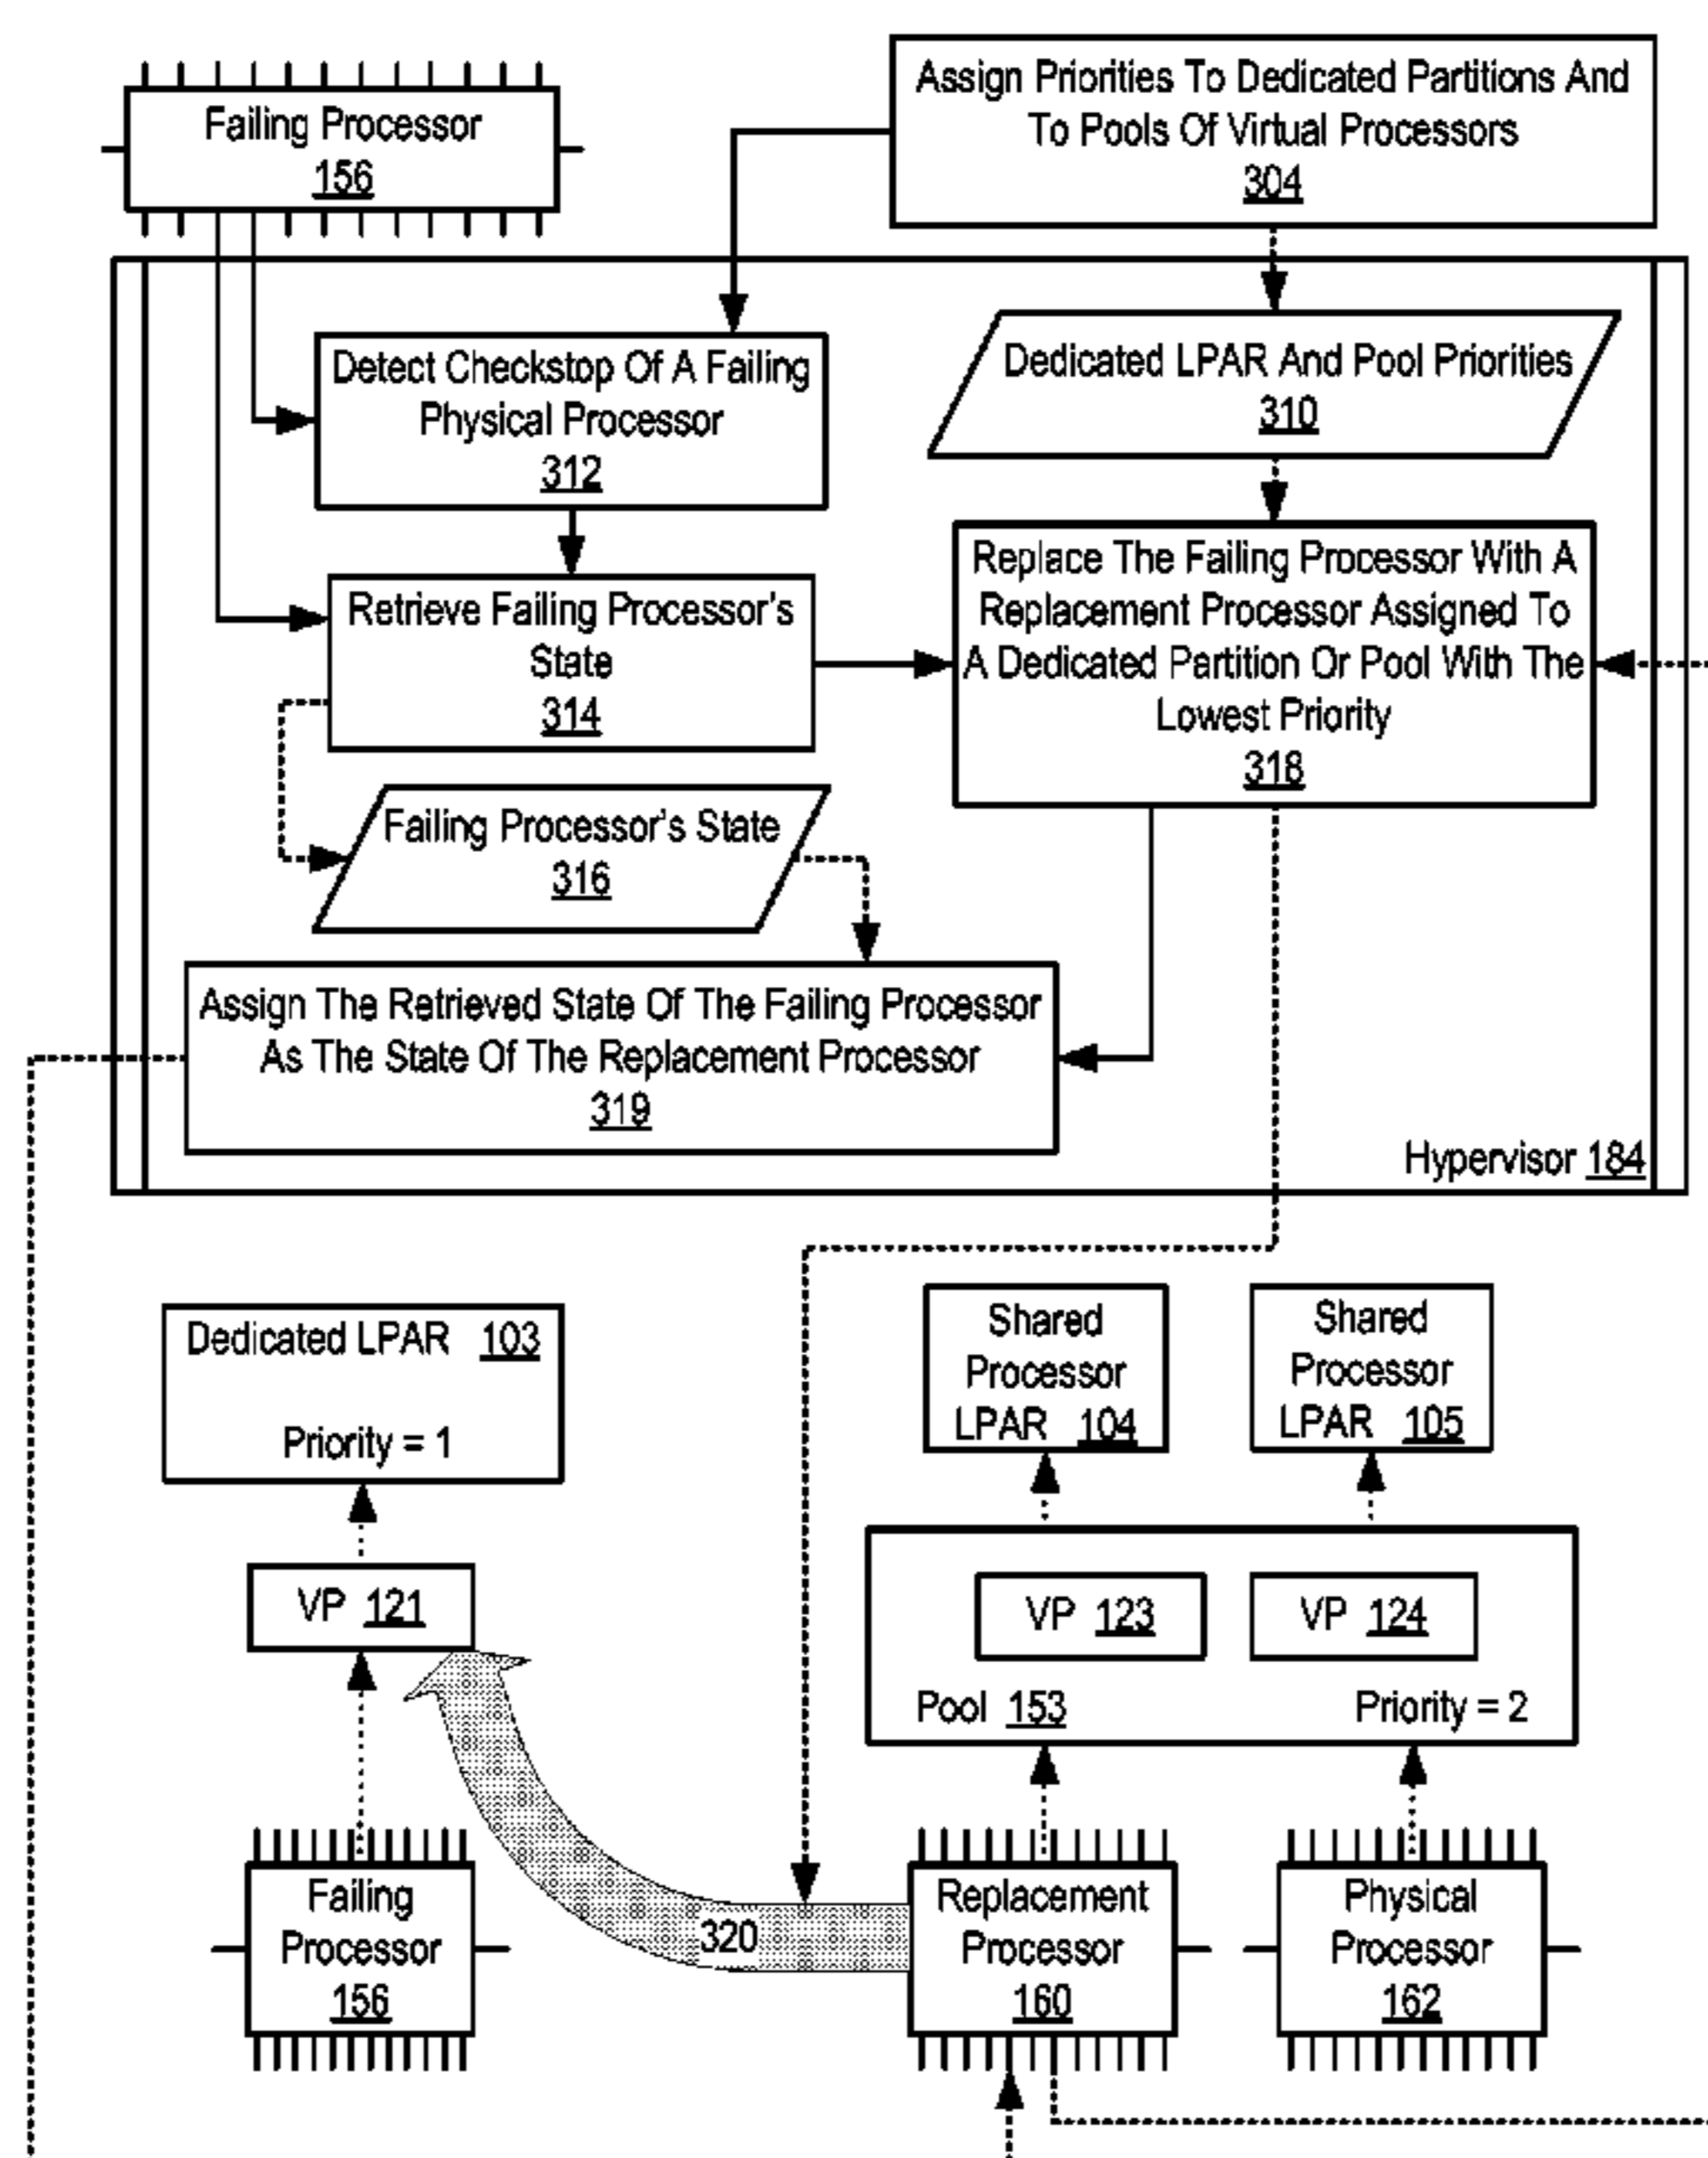 Failing Processor
156
Assign Priorities To Dedicated Partitions And
To Pools Of Virtual Processors
304
Detect Checkstop Of A Failing
Physical Processor
312
Dedicated LPAR And Pool Priorities
310
Retrieve Failing Processor's
State
314
Replace The Failing Processor With A
Replacement Processor Assigned To
A Dedicated Partition Or Pool With The
Lowest Priority
318
Failing Processor's State
316
Assign The Retrieved State Of The Failing Processor
As The State Of The Replacement Processor
319
Hypervisor 184
Dedicated LPAR 103
Priority = 1
Shared
Processor
LPAR 104
Shared
Processor
LPAR 105
VP 121
VP 123
VP 124
Pool 153
Priority = 2
Failing
Processor
156
320
Replacement
Processor
160
Physical
Processor
162